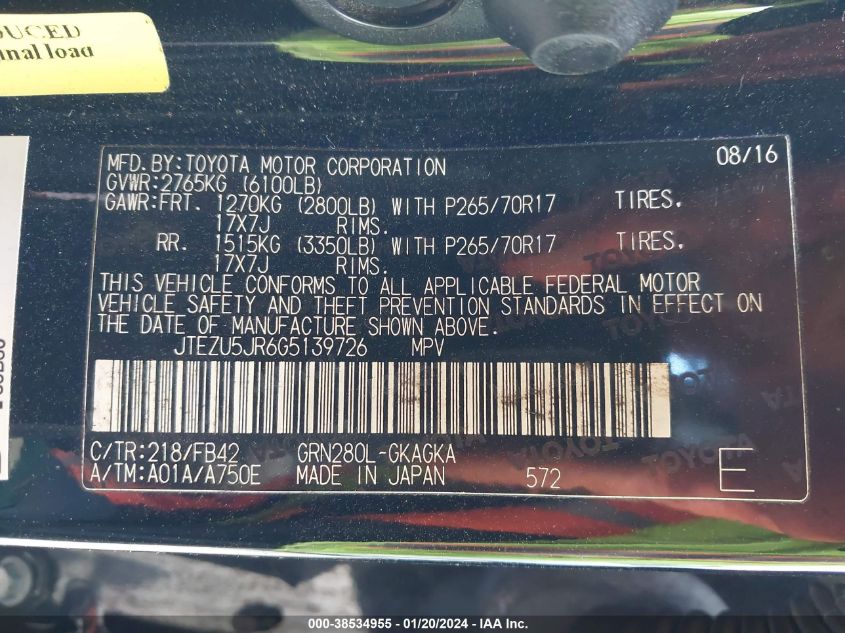 DUCED
inal load
MFD.BY:TOYOTA MOTOR CORPORATION 08/16
GVWR:2765KG (6100LB)
GAWR:FRT. 1270KG (2800LB) WITH P265/70R17 TIRES.
17X7J RIMS.
RR. 1515KG (3350LB) WITH P265/70R17 TIRES.
17X7J RIMS.
THIS VEHICLE CONFORMS TO ALL APPLICABLE FEDERAL MOTOR
VEHICLE SAFETY AND THEFT PREVENTION STANDARDS IN EFFECT ON
THE DATE OF MANUFACTURE SHOWN ABOVE.
JTEZU5JR6G5139726 MPV
C/TR:218/FB42 GRN280L-GKAGKA
A/TM:A01A/A750E MADE IN JAPAN 572 E
000-38534955 - 01/20/2024 - IAA Inc.